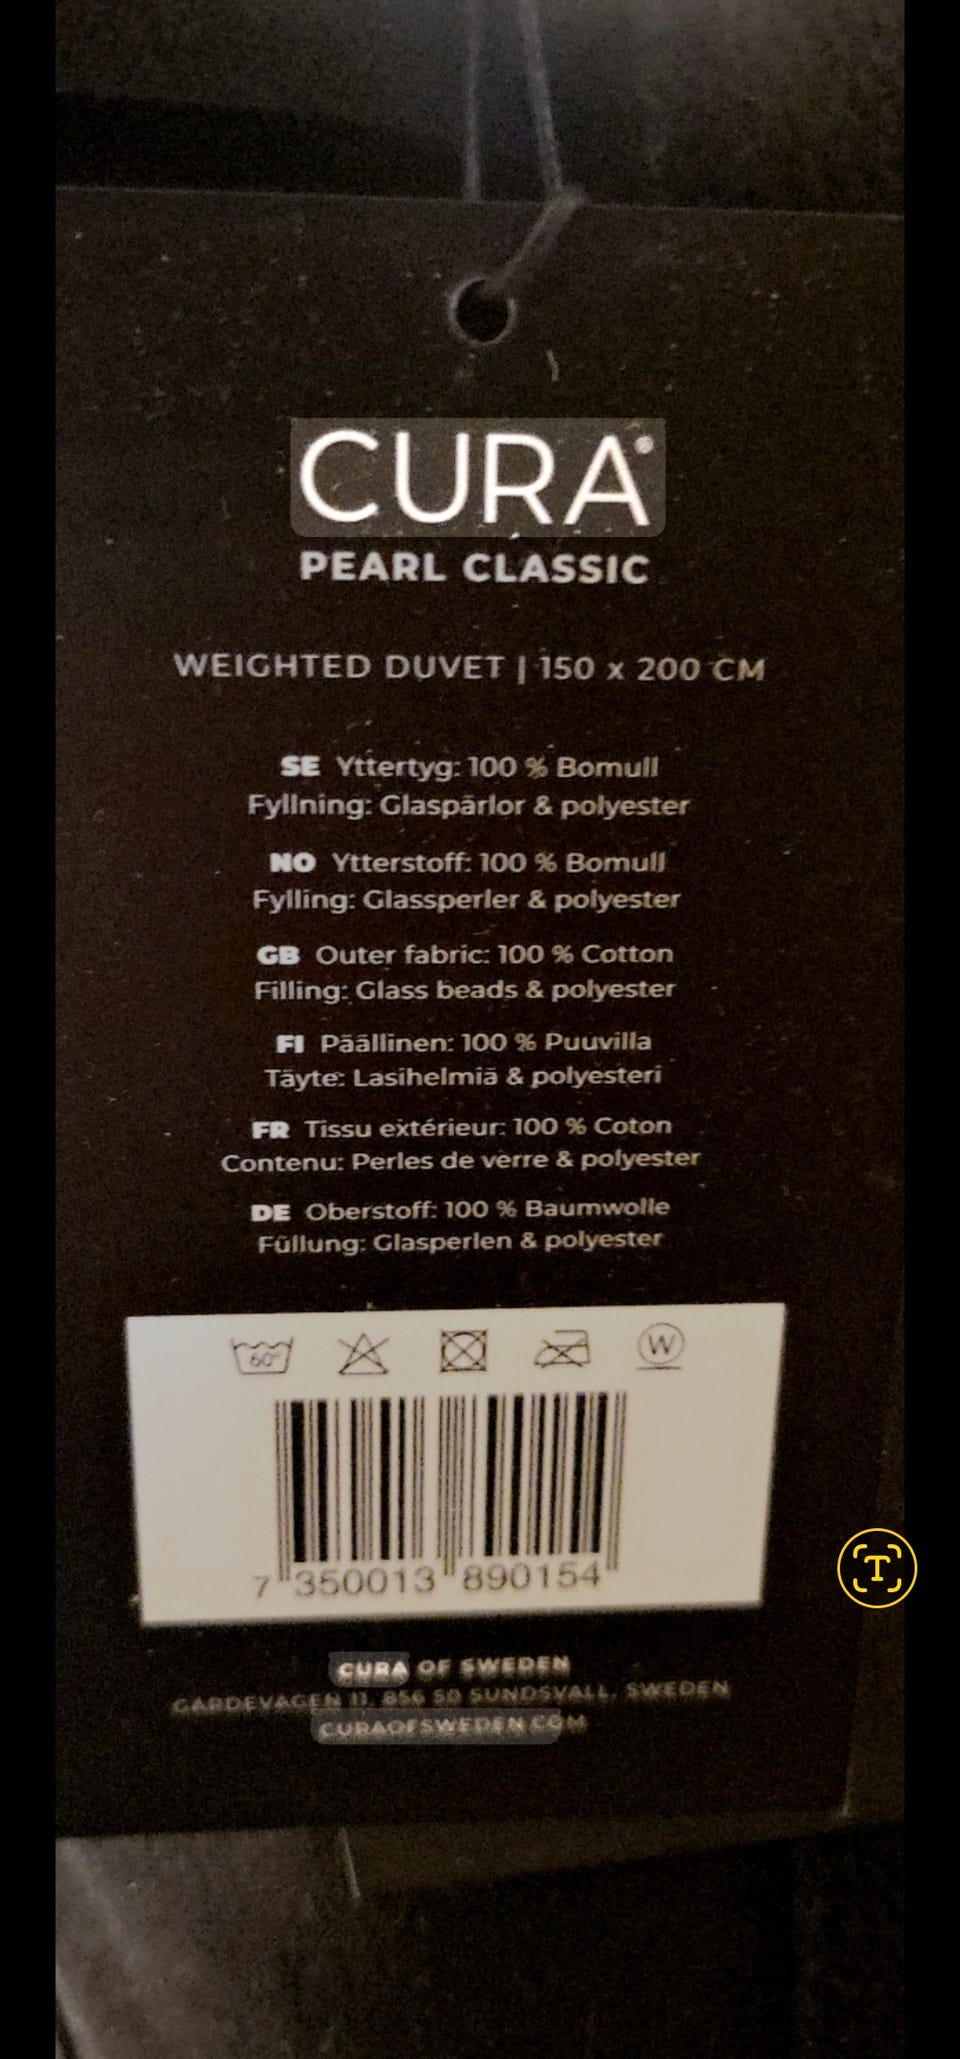 CURA®
PEARL CLASSIC
WEIGHTED DUVET | 150 x 200 CM
SE Yttertyg: 100 % Bomull
Fyllning: Glaspärlor & polyester
NO Ytterstoff: 100 % Bomull
Fylling: Glassperler & polyester
GB Outer fabric: 100 % Cotton
Filling: Glass beads & polyester
FI Päällinen: 100 % Puuvilla
Täyte: Lasihelmiä & polyesteri
FR Tissu extérieur: 100 % Coton
Contenu: Perles de verre & polyester
DE Oberstoff: 100 % Baumwolle
Füllung: Glasperlen & polyester
60° W
7 350013 890154
CURA OF SWEDEN
GÄRDEVÄGEN 11, 856 50 SUNDSVALL, SWEDEN
CURAOFSWEDEN.COM
T